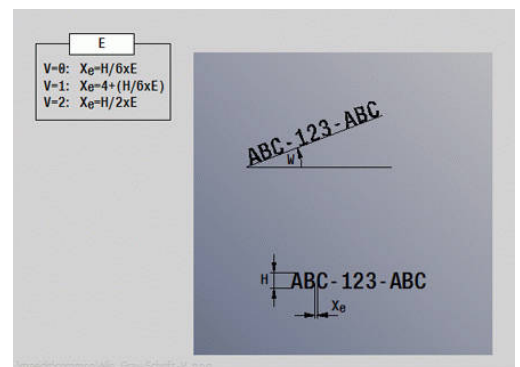 E
V=0: Xe=H/6xE
V=1: Xe=4+(H/6xE)
V=2: Xe=H/2xE
ABC-123-ABC
W
H ABC-123-ABC
Xe